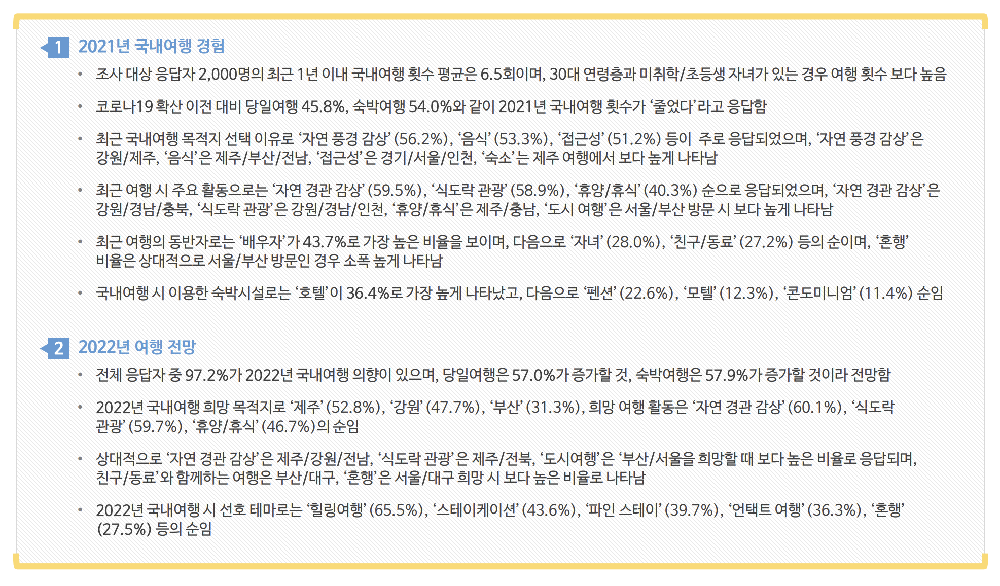 1 2021년 국내여행 경험
• 조사 대상 응답자 2,000명의 최근 1년 이내 국내여행 횟수 평균은 6.5회이며, 30대 연령층과 미취학/초등생 자녀가 있는 경우 여행 횟수 보다 높음
• 코로나19 확산 이전 대비 당일여행 45.8%, 숙박여행 54.0%와 같이 2021년 국내여행 횟수가 ‘줄었다’라고 응답함
• 최근 국내여행 목적지 선택 이유로 ‘자연 풍경 감상’(56.2%), ‘음식’(53.3%), ‘접근성’(51.2%) 등이 주로 응답되었으며, ‘자연 풍경 감상’은
강원/제주, ‘음식’은 제주/부산/전남, ‘접근성’은 경기/서울/인천, ‘숙소’는 제주 여행에서 보다 높게 나타남
• 최근 여행 시 주요 활동으로는 ‘자연 경관 감상’(59.5%), ‘식도락 관광’(58.9%), ‘휴양/휴식’(40.3%) 순으로 응답되었으며, ‘자연 경관 감상’은
강원/경남/충북, ‘식도락 관광’은 강원/경남/인천, ‘휴양/휴식’은 제주/충남, ‘도시 여행’은 서울/부산 방문 시 보다 높게 나타남
• 최근 여행의 동반자로는 ‘배우자’가 43.7%로 가장 높은 비율을 보이며, 다음으로 ‘자녀’(28.0%), ‘친구/동료’(27.2%) 등의 순이며, ‘혼행’
비율은 상대적으로 서울/부산 방문인 경우 소폭 높게 나타남
• 국내여행 시 이용한 숙박시설로는 ‘호텔’이 36.4%로 가장 높게 나타났고, 다음으로 ‘펜션’(22.6%), ‘모텔’(12.3%), ‘콘도미니엄’(11.4%) 순임
2 2022년 여행 전망
• 전체 응답자 중 97.2%가 2022년 국내여행 의향이 있으며, 당일여행은 57.0%가 증가할 것, 숙박여행은 57.9%가 증가할 것이라 전망함
• 2022년 국내여행 희망 목적지로 ‘제주’(52.8%), ‘강원’(47.7%), ‘부산’(31.3%), 희망 여행 활동은 ‘자연 경관 감상’(60.1%), ‘식도락
관광’(59.7%), ‘휴양/휴식’(46.7%)의 순임
• 상대적으로 ‘자연 경관 감상’은 제주/강원/전남, ‘식도락 관광’은 제주/전북, ‘도시여행’은 ‘부산/서울을 희망할 때 보다 높은 비율로 응답되며,
친구/동료’와 함께하는 여행은 부산/대구, ‘혼행’은 서울/대구 희망 시 보다 높은 비율로 나타남
• 2022년 국내여행 시 선호 테마로는 ‘힐링여행’(65.5%), ‘스테이케이션’(43.6%), ‘파인 스테이’(39.7%), ‘언택트 여행’(36.3%), ‘혼행’
(27.5%) 등의 순임